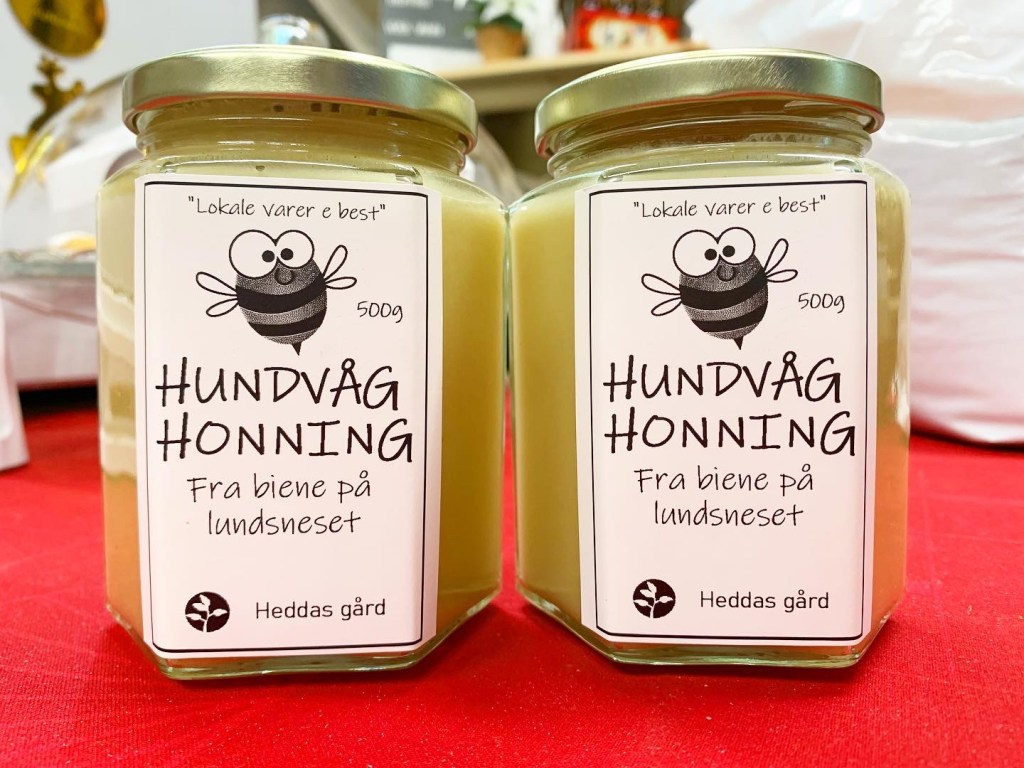 "Lokale varer e best"
500g
HUNDVÅG
HONNING
Fra biene på
lundsneset
Heddas gård
"Lokale varer e best"
500g
HUNDVÅG
HONNING
Fra biene på
lundsneset
Heddas gård